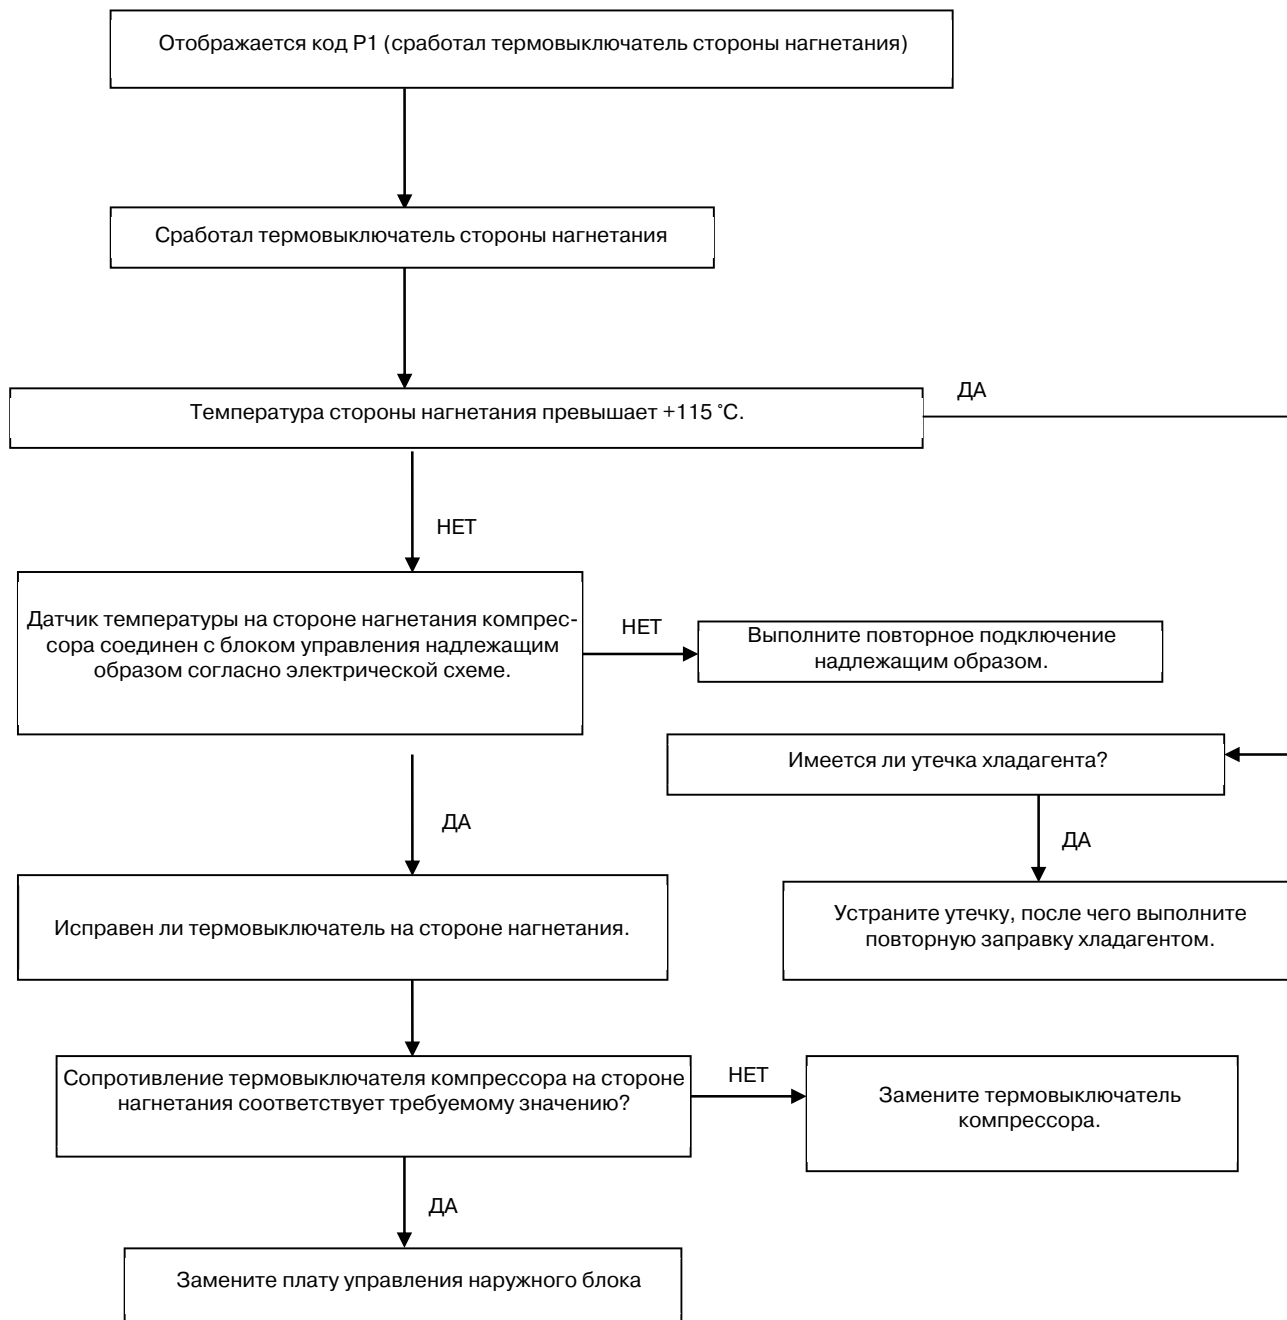 Отображается код P1 (сработал термовыключатель стороны нагнетания)
Сработал термовыключатель стороны нагнетания
ДА
Температура стороны нагнетания превышает +115 °C.
НЕТ
Датчик температуры на стороне нагнетания компрес-
сора соединен с блоком управления надлежащим
образом согласно электрической схеме.
НЕТ
Выполните повторное подключение
надлежащим образом.
Имеется ли утечка хладагента?
ДА
ДА
Устраните утечку, после чего выполните
повторную заправку хладагентом.
Исправен ли термовыключатель на стороне нагнетания.
Сопротивление термовыключателя компрессора на стороне
нагнетания соответствует требуемому значению?
НЕТ
Замените термовыключатель
компрессора.
ДА
Замените плату управления наружного блока